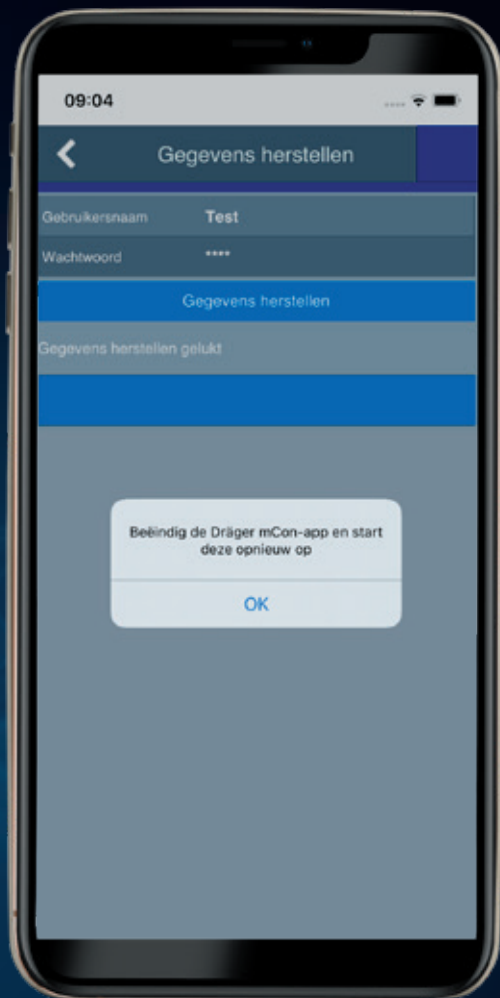 09:04
Gegevens herstellen
Gebruikersnaam Test
Wachtwoord ****
Gegevens herstellen
Gegevens herstellen gelukt
Beëindig de Dräger mCon-app en start
deze opnieuw op
OK